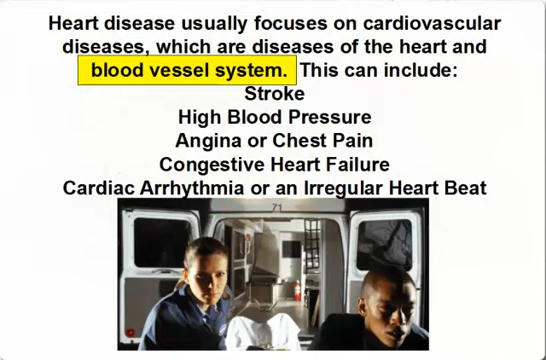 Heart disease usually focuses on cardiovascular
diseases, which are diseases of the heart and
blood vessel system. This can include:
Stroke
High Blood Pressure
Angina or Chest Pain
Congestive Heart Failure
Cardiac Arrhythmia or an Irregular Heart Beat
71